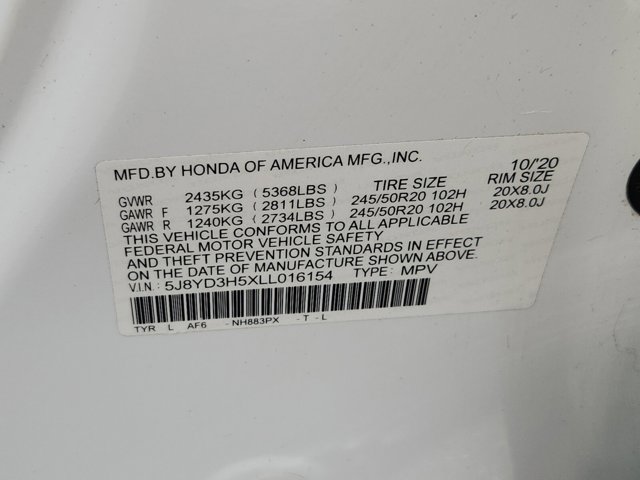 MFD.BY HONDA OF AMERICA MFG.,INC. 10/'20
GVWR 2435KG (5368LBS) TIRE SIZE RIM SIZE
GAWR F 1275KG (2811LBS) 245/50R20 102H 20X8.0J
GAWR R 1240KG (2734LBS) 245/50R20 102H 20X8.0J
THIS VEHICLE CONFORMS TO ALL APPLICABLE
FEDERAL MOTOR VEHICLE SAFETY
AND THEFT PREVENTION STANDARDS IN EFFECT
ON THE DATE OF MANUFACTURE SHOWN ABOVE.
V.I.N: 5J8YD3H5XLL016154 TYPE: MPV
TYR L AF6 -NH883PX -T-L